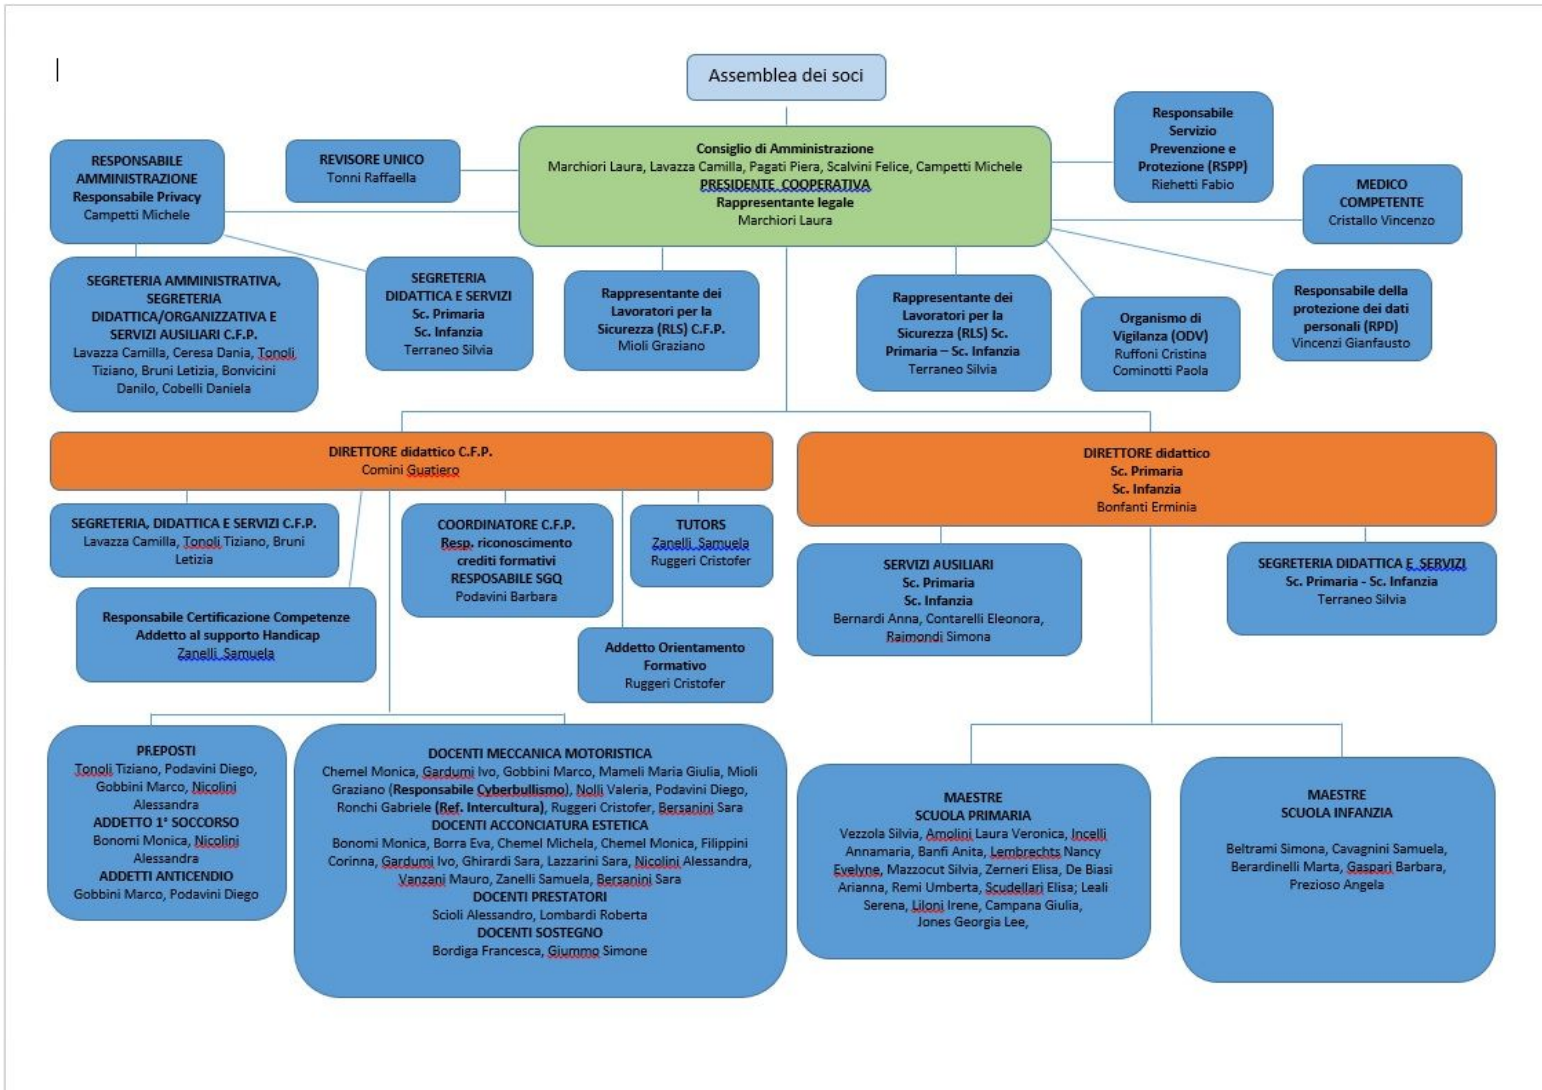 Assemblea dei soci
Consiglio di Amministrazione
Marchiori Laura, Lavazza Camilla, Pagati Piera, Scalvini Felice, Campetti Michele
PRESIDENTE COOPERATIVA
Rappresentante legale
Marchiori Laura
RESPONSABILE
AMMINISTRAZIONE
Responsabile Privacy
Campetti Michele
REVISORE UNICO
Tonni Raffaella
Responsabile
Servizio
Prevenzione e
Protezione (RSPP)
Riehetti Fabio
MEDICO
COMPETENTE
Cristallo Vincenzo
SEGRETERIA AMMINISTRATIVA,
SEGRETERIA
DIDATTICA/ORGANIZZATIVA E
SERVIZI AUSILIARI C.F.P.
Lavazza Camilla, Ceresa Dania, Tonoli
Tiziano, Bruni Letizia, Bonvicini
Danilo, Cobelli Daniela
SEGRETERIA
DIDATTICA E SERVIZI
Sc. Primaria
Sc. Infanzia
Terraneo Silvia
Rappresentante dei
Lavoratori per la
Sicurezza (RLS) C.F.P.
Mioli Graziano
Rappresentante dei
Lavoratori per la
Sicurezza (RLS) Sc.
Primaria – Sc. Infanzia
Terraneo Silvia
Organismo di
Vigilanza (ODV)
Ruffoni Cristina
Cominotti Paola
Responsabile della
protezione dei dati
personali (RPD)
Vincenzi Gianfausto
DIRETTORE didattico C.F.P.
Comini Guatiero
DIRETTORE didattico
Sc. Primaria
Sc. Infanzia
Bonfanti Erminia
SEGRETERIA, DIDATTICA E SERVIZI C.F.P.
Lavazza Camilla, Tonoli Tiziano, Bruni
Letizia
COORDINATORE C.F.P.
Resp. riconoscimento
crediti formativi
RESPOSABILE SGQ
Podavini Barbara
TUTORS
Zanelli Samuela
Ruggeri Cristofer
Responsabile Certificazione Competenze
Addetto al supporto Handicap
Zanelli Samuela
Addetto Orientamento
Formativo
Ruggeri Cristofer
SERVIZI AUSILIARI
Sc. Primaria
Sc. Infanzia
Bernardi Anna, Contarelli Eleonora,
Raimondi Simona
SEGRETERIA DIDATTICA E SERVIZI
Sc. Primaria - Sc. Infanzia
Terraneo Silvia
PREPOSTI
Tonoli Tiziano, Podavini Diego,
Gobbini Marco, Nicolini
Alessandra
ADDETTO 1° SOCCORSO
Bonomi Monica, Nicolini
Alessandra
ADDETTI ANTICENDIO
Gobbini Marco, Podavini Diego
DOCENTI MECCANICA MOTORISTICA
Chemel Monica, Gardumi Ivo, Gobbini Marco, Mameli Maria Giulia, Mioli
Graziano (Responsabile Cyberbullismo), Nolli Valeria, Podavini Diego,
Ronchi Gabriele (Ref. Intercultura), Ruggeri Cristofer, Bersanini Sara
DOCENTI ACCONCIATURA ESTETICA
Bonomi Monica, Borra Eva, Chemel Michela, Chemel Monica, Filippini
Corinna, Gardumi Ivo, Ghirardi Sara, Lazzarini Sara, Nicolini Alessandra,
Vanzani Mauro, Zanelli Samuela, Bersanini Sara
DOCENTI PRESTATORI
Scioli Alessandro, Lombardi Roberta
DOCENTI SOSTEGNO
Bordiga Francesca, Giummo Simone
MAESTRE
SCUOLA PRIMARIA
Vezzola Silvia, Amolini Laura Veronica, Incelli
Annamaria, Banfi Anita, Lembrechts Nancy
Evelyne, Mazzocut Silvia, Zerneri Elisa, De Biasi
Arianna, Remi Umberta, Scudellari Elisa; Leali
Serena, Liloni Irene, Campana Giulia,
Jones Georgia Lee,
MAESTRE
SCUOLA INFANZIA
Beltrami Simona, Cavagnini Samuela,
Berardinelli Marta, Gaspari Barbara,
Prezioso Angela